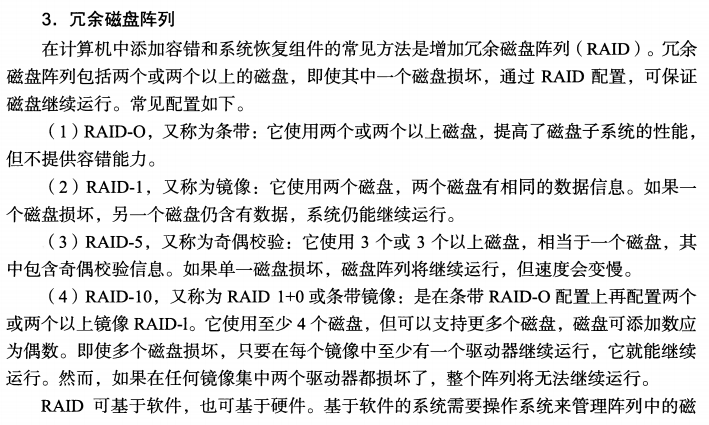 3．冗余磁盘阵列
在计算机中添加容错和系统恢复组件的常见方法是增加冗余磁盘阵列（RAID）。冗余
磁盘阵列包括两个或两个以上的磁盘，即使其中一个磁盘损坏，通过 RAID 配置，可保证
磁盘继续运行。常见配置如下。
（1）RAID-O，又称为条带：它使用两个或两个以上磁盘，提高了磁盘子系统的性能，
但不提供容错能力。
（2）RAID-1，又称为镜像：它使用两个磁盘，两个磁盘有相同的数据信息。如果一
个磁盘损坏，另一个磁盘仍含有数据，系统仍能继续运行。
（3）RAID-5，又称为奇偶校验：它使用 3 个或 3 个以上磁盘，相当于一个磁盘，其
中包含奇偶校验信息。如果单一磁盘损坏，磁盘阵列将继续运行，但速度会变慢。
（4）RAID-10，又称为 RAID 1+0 或条带镜像：是在条带 RAID-O 配置上再配置两个
或两个以上镜像 RAID-l。它使用至少 4 个磁盘，但可以支持更多个磁盘，磁盘可添加数应
为偶数。即使多个磁盘损坏，只要在每个镜像中至少有一个驱动器继续运行，它就能继续
运行。然而，如果在任何镜像集中两个驱动器都损坏了，整个阵列将无法继续运行。
RAID 可基于软件，也可基于硬件。基于软件的系统需要操作系统来管理阵列中的磁